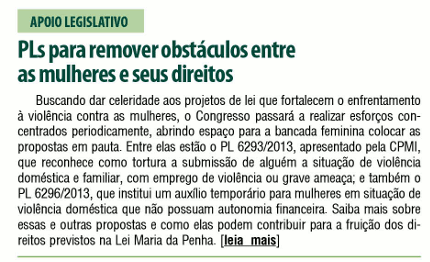 APOIO LEGISLATIVO
PLs para remover obstáculos entre
as mulheres e seus direitos
Buscando dar celeridade aos projetos de lei que fortalecem o enfrentamento
à violência contra as mulheres, o Congresso passará a realizar esforços con-
centrados periodicamente, abrindo espaço para a bancada feminina colocar as
propostas em pauta. Entre elas estão o PL 6293/2013, apresentado pela CPMI,
que reconhece como tortura a submissão de alguém a situação de violência
doméstica e familiar, com emprego de violência ou grave ameaça; e também o
PL 6296/2013, que institui um auxílio temporário para mulheres em situação de
violência doméstica que não possuam autonomia financeira. Saiba mais sobre
essas e outras propostas e como elas podem contribuir para a fruição dos di-
reitos previstos na Lei Maria da Penha. [leia mais]